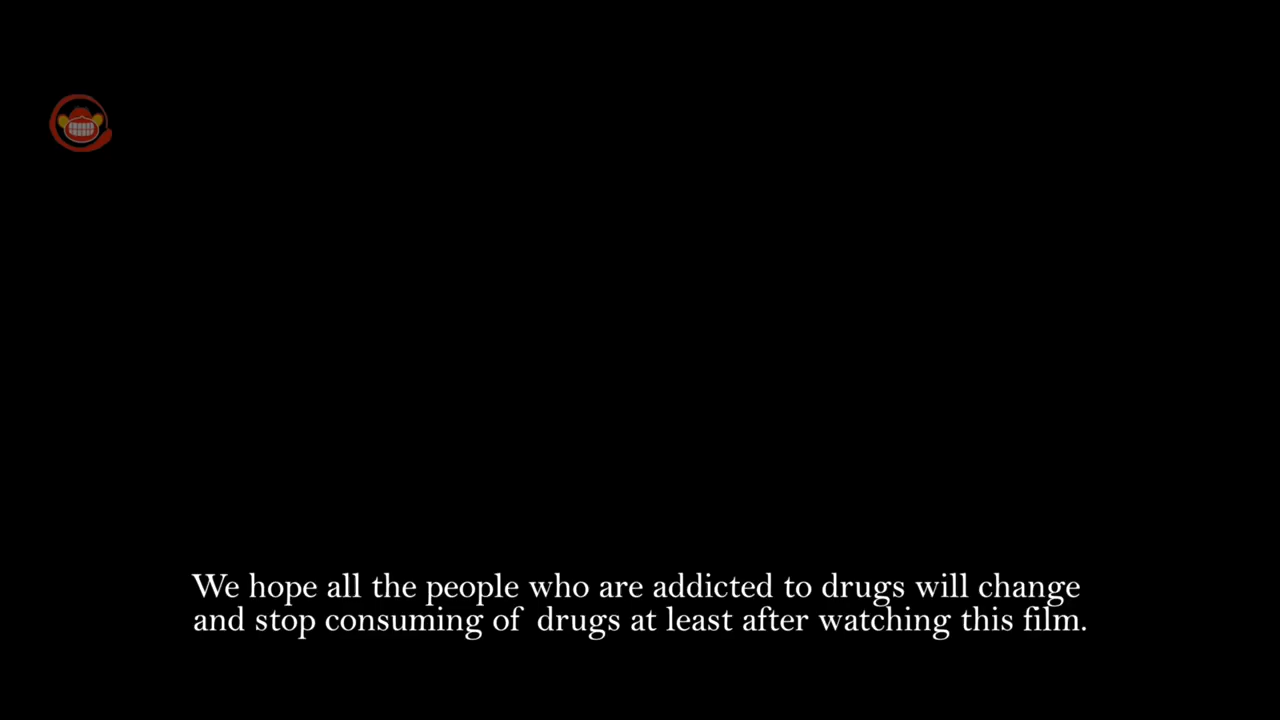 We hope all the people who are addicted to drugs will change
and stop consuming of  drugs at least after watching this film.